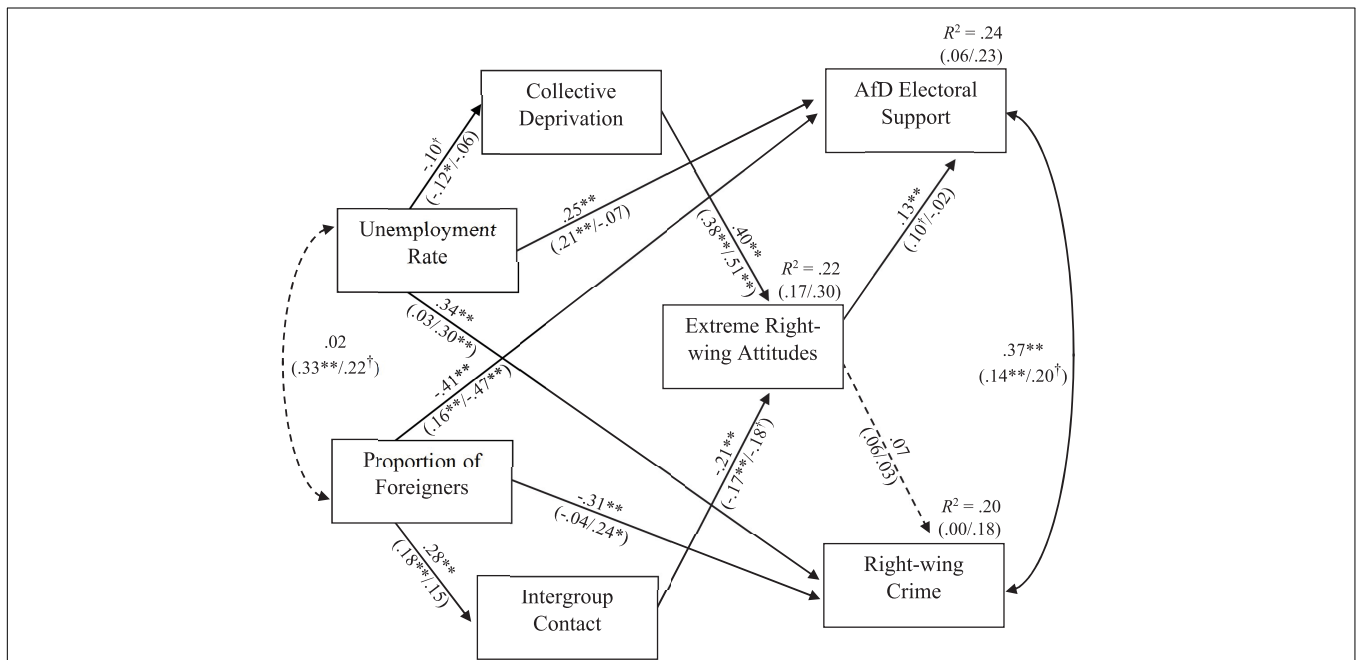 R² = .24
(.06/.23)
Collective
Deprivation
AfD Electoral
Support
-.10†
(-.12*/-.06)
.25**
(.21**/-.07)
.40**
(.38**/.51**)
.13**
(.10†/-.02)
Unemployment
Rate
R² = .22
(.17/.30)
.34**
(.03/.30**)
Extreme Right-
wing Attitudes
.02
(.33**/.22†)
.37**
(.14**/.20†)
-.41**
(.16**/-.47**)
-.21**
(-.17**/-.18†)
.07
(.06/.03)
Proportion of
Foreigners
-.31**
(-.04/.24*)
R² = .20
(.00/.18)
.28**
(.18**/.15)
Right-wing
Crime
Intergroup
Contact